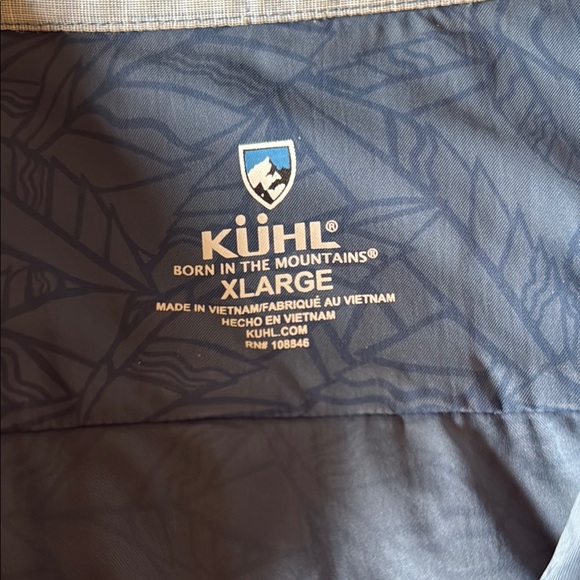 KÜHL®
BORN IN THE MOUNTAINS®
XLARGE
MADE IN VIETNAM/FABRIQUÉ AU VIETNAM
HECHO EN VIETNAM
KUHL.COM
RN# 108846